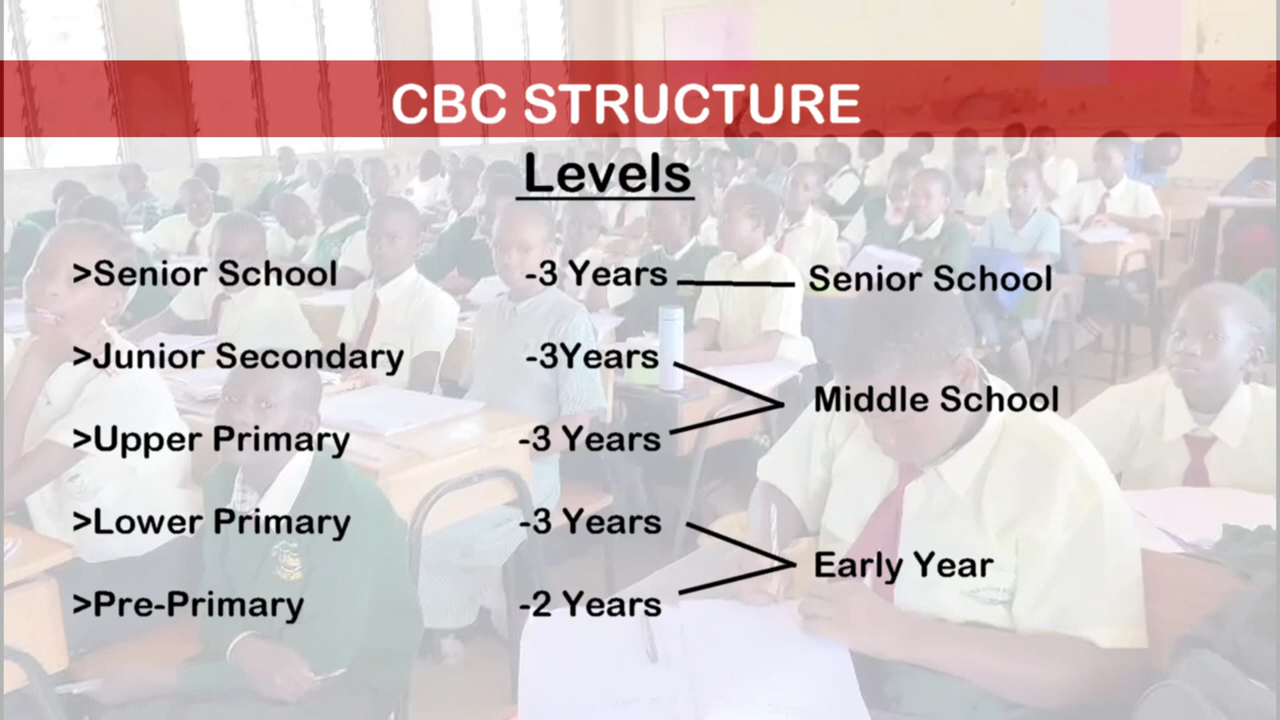 CBC STRUCTURE
Levels
>Senior School -3 Years Senior School
>Junior Secondary -3Years
Middle School
>Upper Primary -3 Years
>Lower Primary -3 Years
Early Year
>Pre-Primary -2 Years